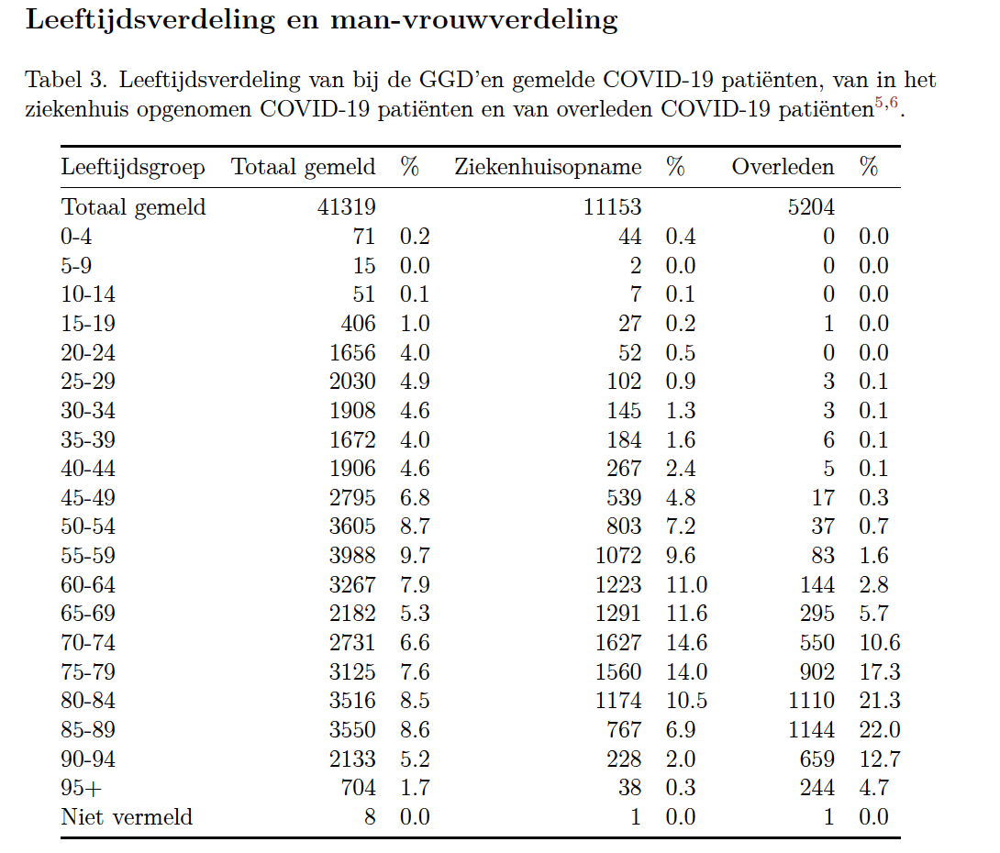 Leeftijdsverdeling en man-vrouwverdeling
Tabel 3. Leeftijdsverdeling van bij de GGD'en gemelde COVID-19 patiënten, van in het
ziekenhuis opgenomen COVID-19 patiënten en van overleden COVID-19 patiënten5,6.
Leeftijdsgroep Totaal gemeld % Ziekenhuisopname % Overleden %
Totaal gemeld 41319 11153 5204
0-4 71 0.2 44 0.4 0 0.0
5-9 15 0.0 2 0.0 0 0.0
10-14 51 0.1 7 0.1 0 0.0
15-19 406 1.0 27 0.2 1 0.0
20-24 1656 4.0 52 0.5 0 0.0
25-29 2030 4.9 102 0.9 3 0.1
30-34 1908 4.6 145 1.3 3 0.1
35-39 1672 4.0 184 1.6 6 0.1
40-44 1906 4.6 267 2.4 5 0.1
45-49 2795 6.8 539 4.8 17 0.3
50-54 3605 8.7 803 7.2 37 0.7
55-59 3988 9.7 1072 9.6 83 1.6
60-64 3267 7.9 1223 11.0 144 2.8
65-69 2182 5.3 1291 11.6 295 5.7
70-74 2731 6.6 1627 14.6 550 10.6
75-79 3125 7.6 1560 14.0 902 17.3
80-84 3516 8.5 1174 10.5 1110 21.3
85-89 3550 8.6 767 6.9 1144 22.0
90-94 2133 5.2 228 2.0 659 12.7
95+ 704 1.7 38 0.3 244 4.7
Niet vermeld 8 0.0 1 0.0 1 0.0